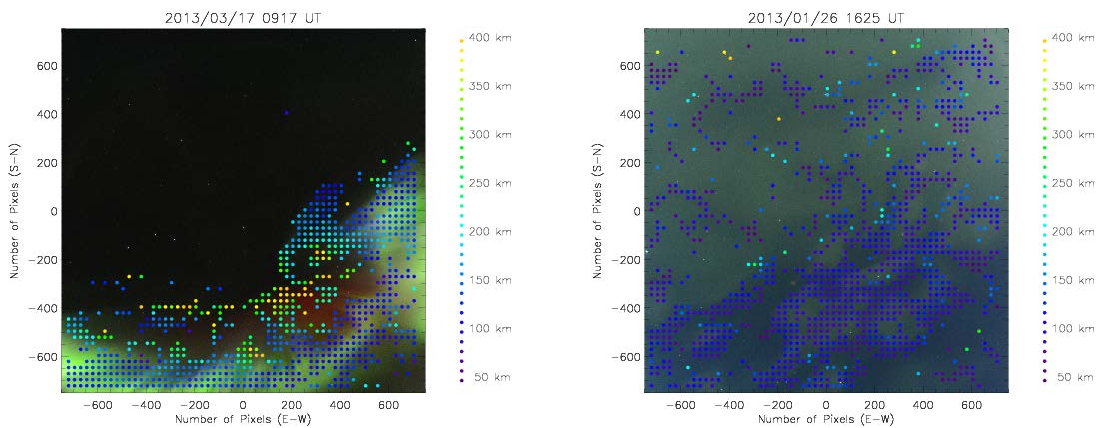 2013/03/17 0917 UT
400 km
350 km
300 km
250 km
200 km
150 km
100 km
50 km
600
400
200
0
−200
−400
−600
Number of Pixels (S−N)
−600 −400 −200 0 200 400 600
Number of Pixels (E−W)
2013/01/26 1625 UT
400 km
350 km
300 km
250 km
200 km
150 km
100 km
50 km
600
400
200
0
−200
−400
−600
Number of Pixels (S−N)
−600 −400 −200 0 200 400 600
Number of Pixels (E−W)